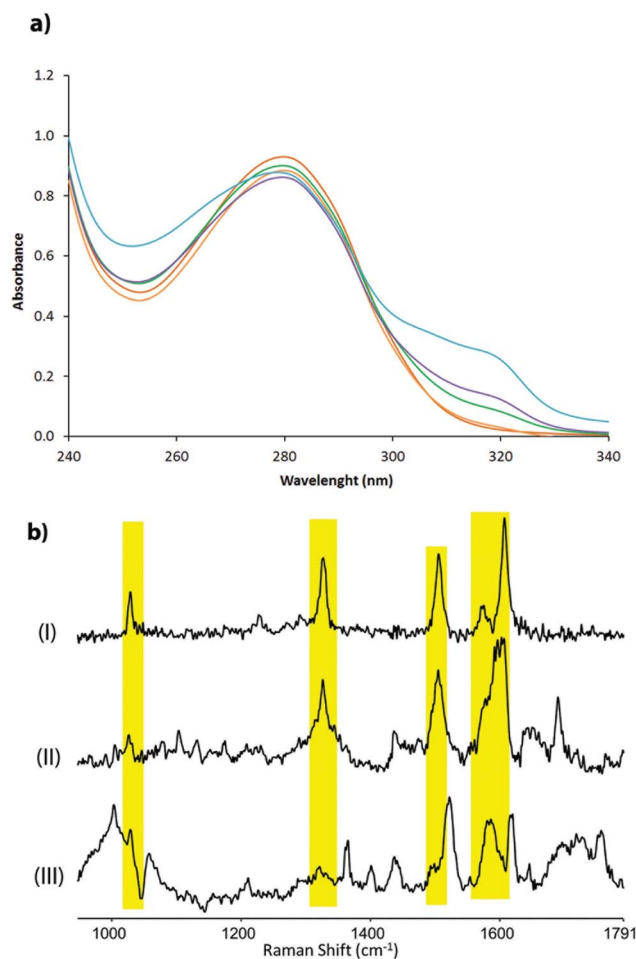 a)
1.2
1.0
0.8
0.6
0.4
0.2
0.0
Absorbance
240 260 280 300 320 340
Wavelenght (nm)
b)
(I)
(II)
(III)
1000 1200 1400 1600 1791
Raman Shift (cm⁻¹)